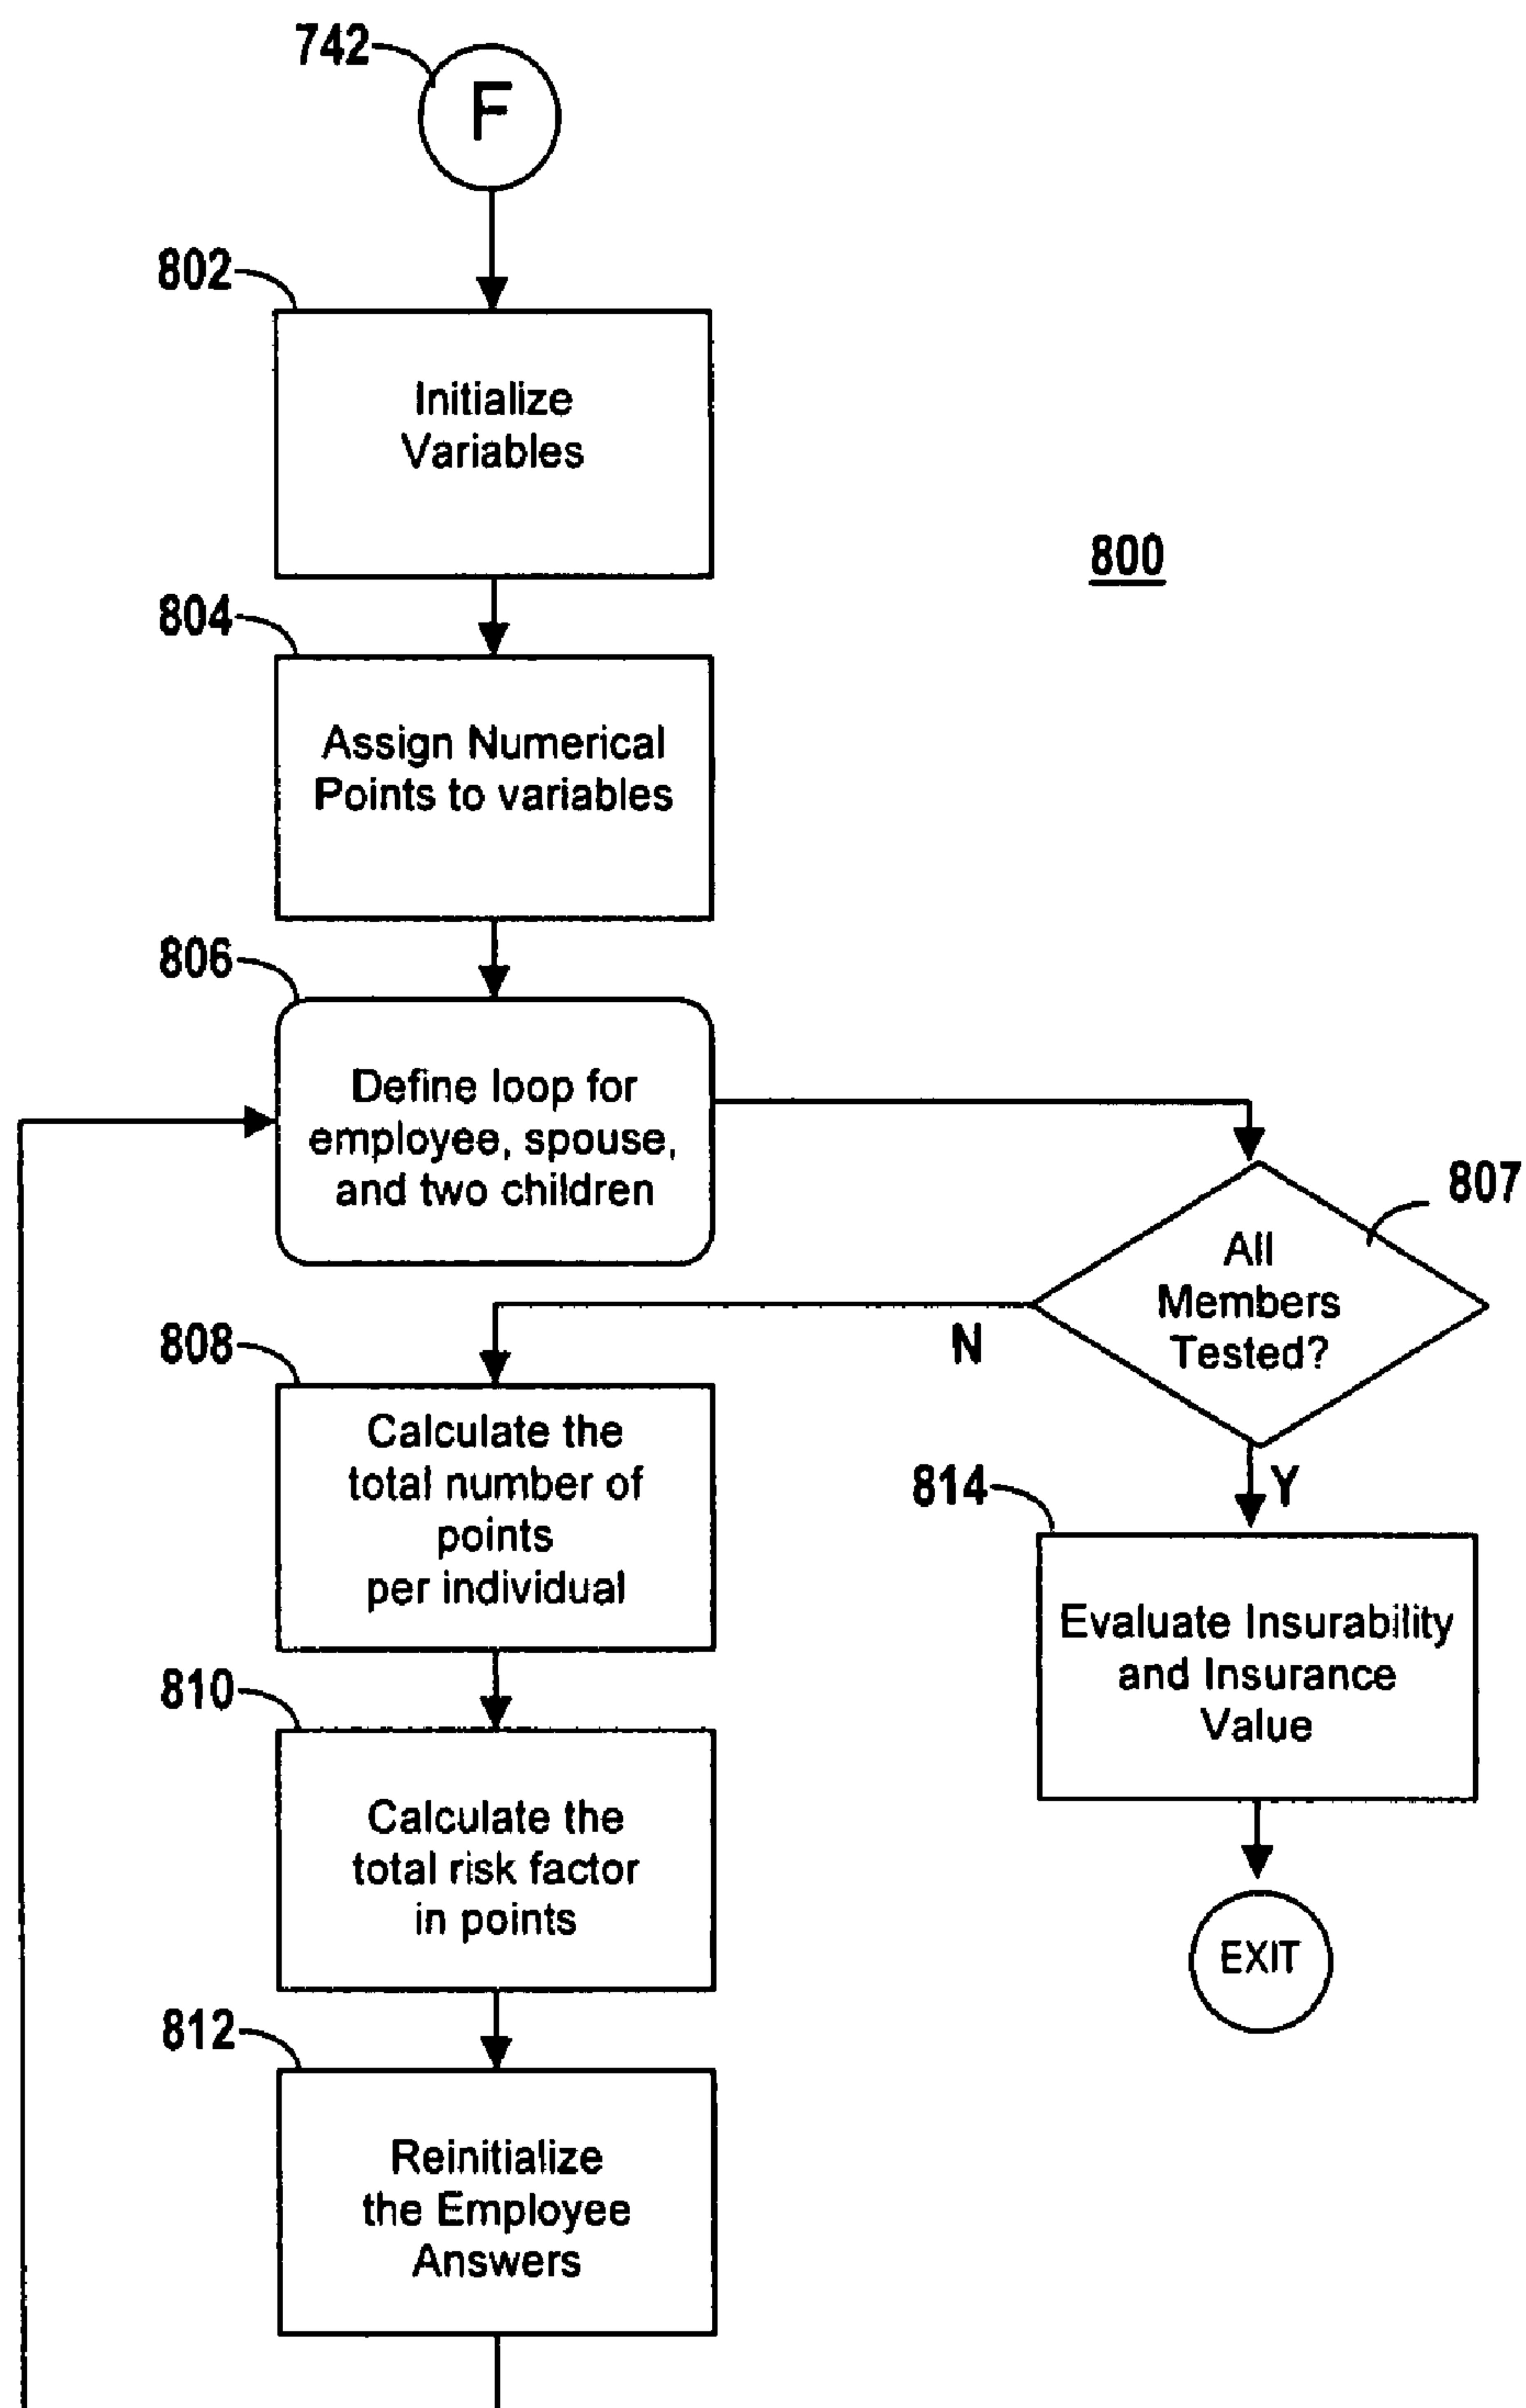 742
F
802
Initialize
Variables
800
804
Assign Numerical
Points to variables
806
Define loop for
employee, spouse,
and two children
807
All
Members
Tested?
N
Y
808
Calculate the
total number of
points
per individual
814
Evaluate Insurability
and Insurance
Value
810
Calculate the
total risk factor
in points
EXIT
812
Reinitialize
the Employee
Answers